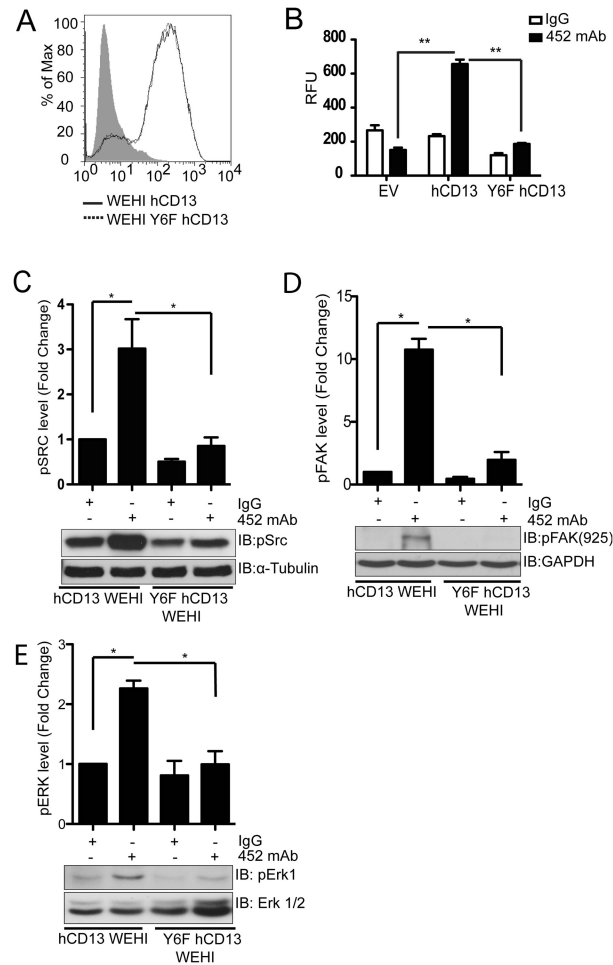 A
% of Max
100
80
60
40
20
0
10⁰ 10¹ 10² 10³ 10⁴
WEHI hCD13
WEHI Y6F hCD13
B
IgG
452 mAb
RFU
800
600
400
200
0
**
**
EV hCD13 Y6F hCD13
C
pSRC level (Fold Change)
4
3
2
1
0
*
*
+ - + - IgG
- + - + 452 mAb
IB:pSrc
IB:α-Tubulin
hCD13 WEHI Y6F hCD13
WEHI
D
pFAK level (Fold Change)
15
10
5
0
*
*
+ - + - IgG
- + - + 452 mAb
IB:pFAK(925)
IB:GAPDH
hCD13 WEHI Y6F hCD13
WEHI
E
pERK level (Fold Change)
3
2
1
0
*
*
+ - + - IgG
- + - + 452 mAb
IB: pErk1
IB: Erk 1/2
hCD13 WEHI Y6F hCD13
WEHI